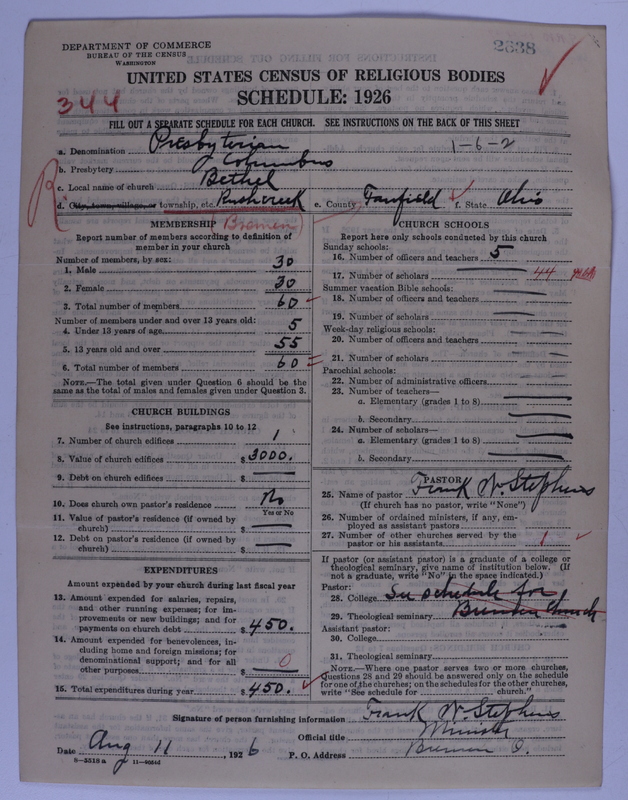 DEPARTMENT OF COMMERCE
BUREAU OF THE CENSUS
WASHINGTON
2638
UNITED STATES CENSUS OF RELIGIOUS BODIES
SCHEDULE: 1926
344
FILL OUT A SEPARATE SCHEDULE FOR EACH CHURCH. SEE INSTRUCTIONS ON THE BACK OF THIS SHEET
a. Denomination Presbyterian 1-6-2
b. Presbytery Columbus
c. Local name of church Bethel
d. City, town, village, or township, etc. Rushcreek e. County Fairfield f. State Ohio
(Bremen)
MEMBERSHIP
Report number of members according to definition of
member in your church
Number of members, by sex:
1. Male 30
2. Female 30
3. Total number of members 60
Number of members under and over 13 years old:
4. Under 13 years of age 5
5. 13 years old and over 55
6. Total number of members 60
NOTE.—The total given under Question 6 should be the
same as the total of males and females given under Question 3.
CHURCH BUILDINGS
See instructions, paragraphs 10 to 12
7. Number of church edifices 1
8. Value of church edifices $3000.
9. Debt on church edifices $
10. Does church own pastor's residence No
Yes or No
11. Value of pastor's residence (if owned by
church) $
12. Debt on pastor's residence (if owned by
church) $
EXPENDITURES
Amount expended by your church during last fiscal year
13. Amount expended for salaries, repairs,
and other running expenses; for im-
provements or new buildings; and for
payments on church debt $450.
14. Amount expended for benevolences, in-
cluding home and foreign missions; for
denominational support; and for all
other purposes $ 0
15. Total expenditures during year $450.
CHURCH SCHOOLS
Report here only schools conducted by this church
Sunday schools:
16. Number of officers and teachers 5
17. Number of scholars 44
Summer vacation Bible schools:
18. Number of officers and teachers
19. Number of scholars
Week-day religious schools:
20. Number of officers and teachers
21. Number of scholars
Parochial schools:
22. Number of administrative officers
23. Number of teachers—
a. Elementary (grades 1 to 8)
b. Secondary
24. Number of scholars—
a. Elementary (grades 1 to 8)
b. Secondary
PASTOR
25. Name of pastor Frank W. Stephens
(If church has no pastor, write "None")
26. Number of ordained ministers, if any, em-
ployed as assistant pastors
27. Number of other churches served by the
pastor or his assistants 1
If pastor (or assistant pastor) is a graduate of a college or
theological seminary, give name of institution below. (If
not a graduate, write "No" in the space indicated.)
Pastor:
28. College See schedule for
29. Theological seminary Bremen Church
Assistant pastor:
30. College
31. Theological seminary
NOTE.—Where one pastor serves two or more churches,
Questions 28 and 29 should be answered only on the schedule
for one of the churches; on the schedules for the other churches,
write "See schedule for church."
Signature of person furnishing information Frank W. Stephens
Official title Minister
Date Aug 11, 1926 P. O. Address Bremen O.
8—5518 a